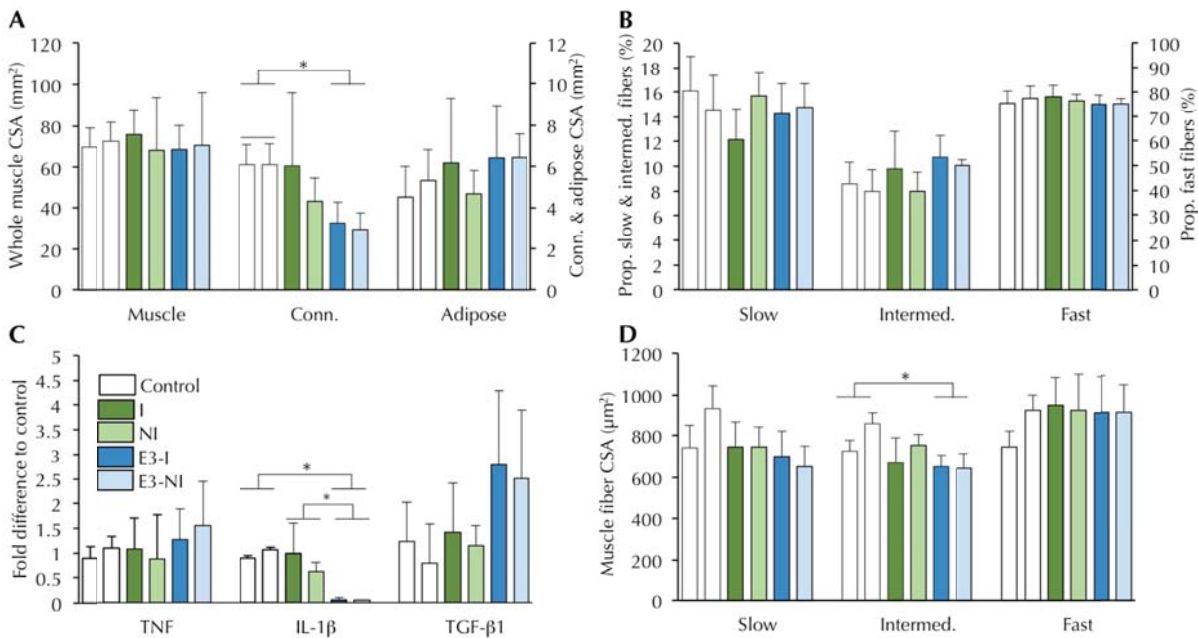 A
Whole muscle CSA (mm²)
120
100
80
60
40
20
0
12
10
8
6
4
2
0
Conn. & adipose CSA (mm²)
*
Muscle
Conn.
Adipose
B
Prop. slow & intermed. fibers (%)
20
18
16
14
12
10
8
6
4
2
0
100
90
80
70
60
50
40
30
20
10
0
Prop. fast fibers (%)
Slow
Intermed.
Fast
C
Fold difference to control
5
4.5
4
3.5
3
2.5
2
1.5
1
0.5
0
Control
I
NI
E3-I
E3-NI
*
*
TNF
IL-1β
TGF-β1
D
Muscle fiber CSA (µm²)
1200
1000
800
600
400
200
0
*
Slow
Intermed.
Fast